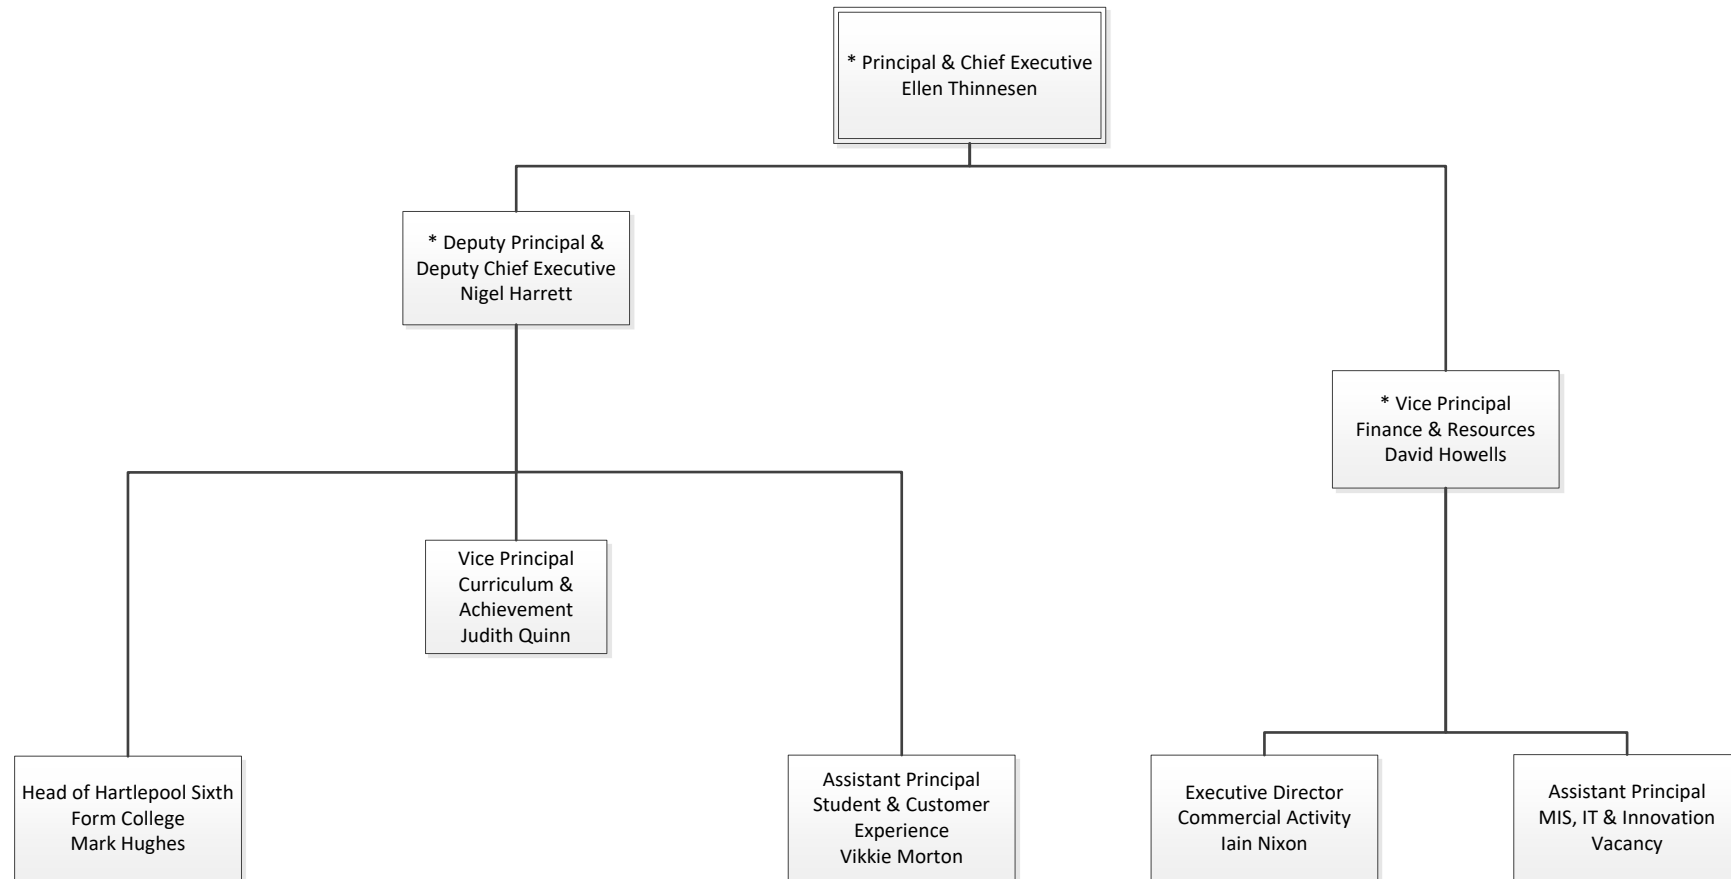 * Principal & Chief Executive
Ellen Thinnesen
* Deputy Principal &
Deputy Chief Executive
Nigel Harrett
* Vice Principal
Finance & Resources
David Howells
Vice Principal
Curriculum &
Achievement
Judith Quinn
Head of Hartlepool Sixth
Form College
Mark Hughes
Assistant Principal
Student & Customer
Experience
Vikkie Morton
Executive Director
Commercial Activity
Iain Nixon
Assistant Principal
MIS, IT & Innovation
Vacancy